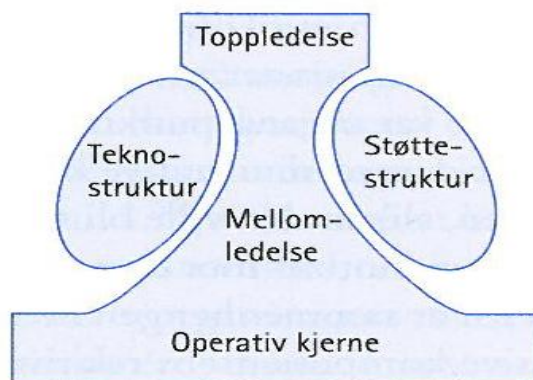 Toppledelse
Tekno-
struktur
Støtte-
struktur
Mellom-
ledelse
Operativ kjerne